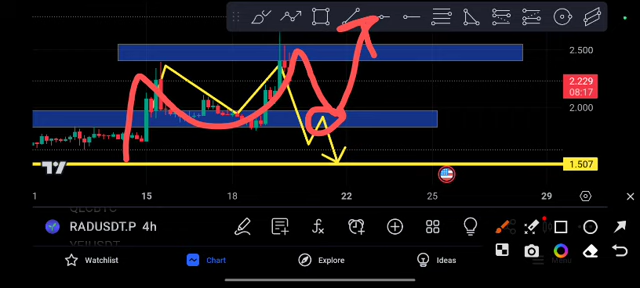 2.500
2.229
08:17
2.000
1.507
1 15 18 22 25 29
RADUSDT.P 4h
Watchlist Chart Explore Ideas